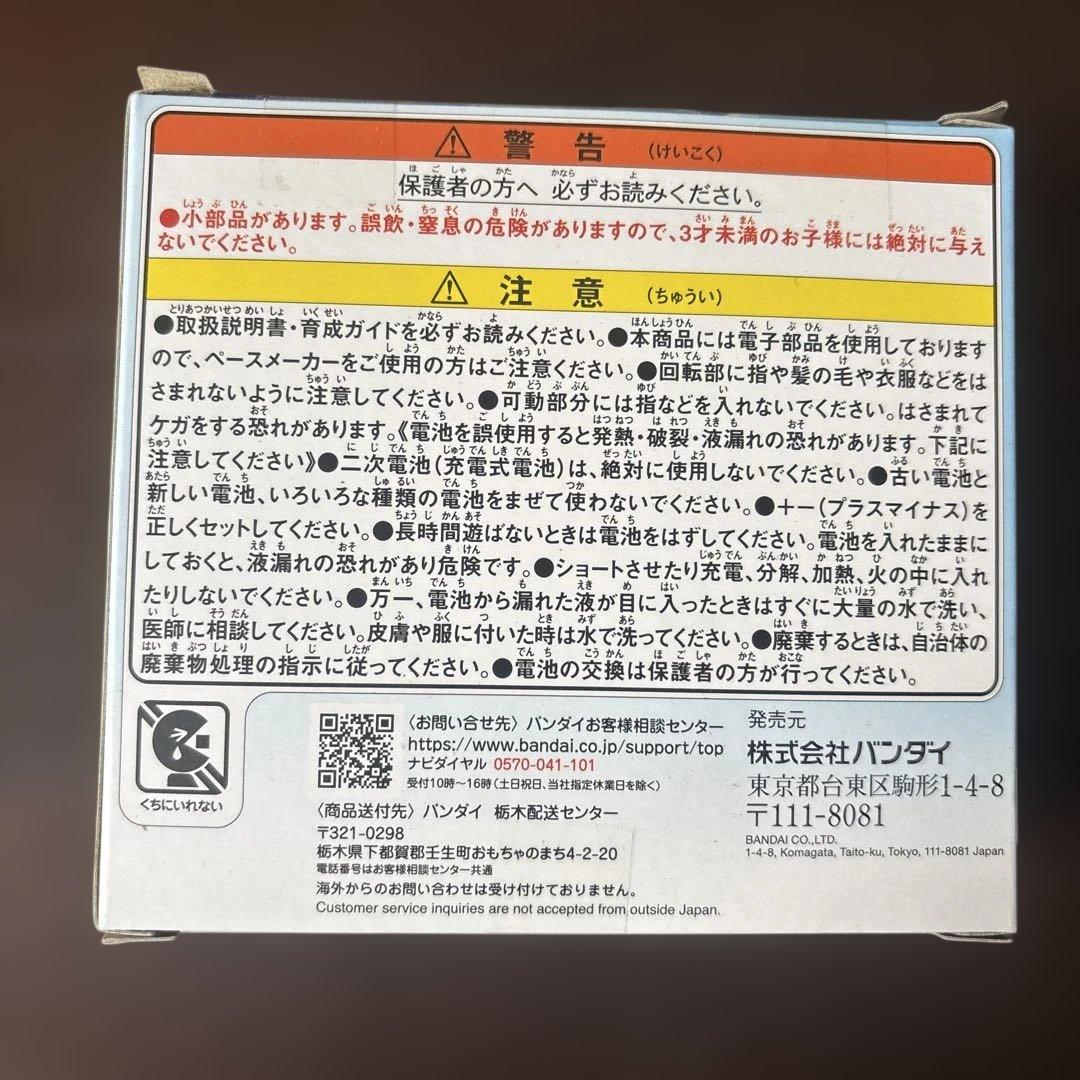 警告 (けいこく)
保護者の方へ 必ずお読みください。
●小部品があります。誤飲・窒息の危険がありますので、3才未満のお子様には絶対に与え
ないでください。
注意 (ちゅうい)
●取扱説明書・育成ガイドを必ずお読みください。●本商品には電子部品を使用しております
ので、ペースメーカーをご使用の方はご注意ください。●回転部に指や髪の毛や衣服などをは
さまれないように注意してください。●可動部分には指などを入れないでください。はさまれて
ケガをする恐れがあります。《電池を誤使用すると発熱・破裂・液漏れの恐れがあります。下記に
注意してください》●二次電池(充電式電池)は、絶対に使用しないでください。●古い電池と
新しい電池、いろいろな種類の電池をまぜて使わないでください。●+-(プラスマイナス)を
正しくセットしてください。●長時間遊ばないときは電池をはずしてください。電池を入れたままに
しておくと、液漏れの恐れがあり危険です。●ショートさせたり充電、分解、加熱、火の中に入れ
たりしないでください。●万一、電池から漏れた液が目に入ったときはすぐに大量の水で洗い、
医師に相談してください。皮膚や服に付いた時は水で洗ってください。●廃棄するときは、自治体の
廃棄物処理の指示に従ってください。●電池の交換は保護者の方が行ってください。
くちにいれない
〈お問い合せ先〉バンダイお客様相談センター
https://www.bandai.co.jp/support/top
ナビダイヤル 0570-041-101
受付10時〜16時(土日祝日、当社指定休業日を除く)
〈商品送付先〉バンダイ 栃木配送センター
〒321-0298
栃木県下都賀郡壬生町おもちゃのまち4-2-20
電話番号はお客様相談センター共通
海外からのお問い合わせは受け付けておりません。
Customer service inquiries are not accepted from outside Japan.
発売元
株式会社バンダイ
東京都台東区駒形1-4-8
〒111-8081
BANDAI CO.,LTD.
1-4-8, Komagata, Taito-ku, Tokyo, 111-8081 Japan